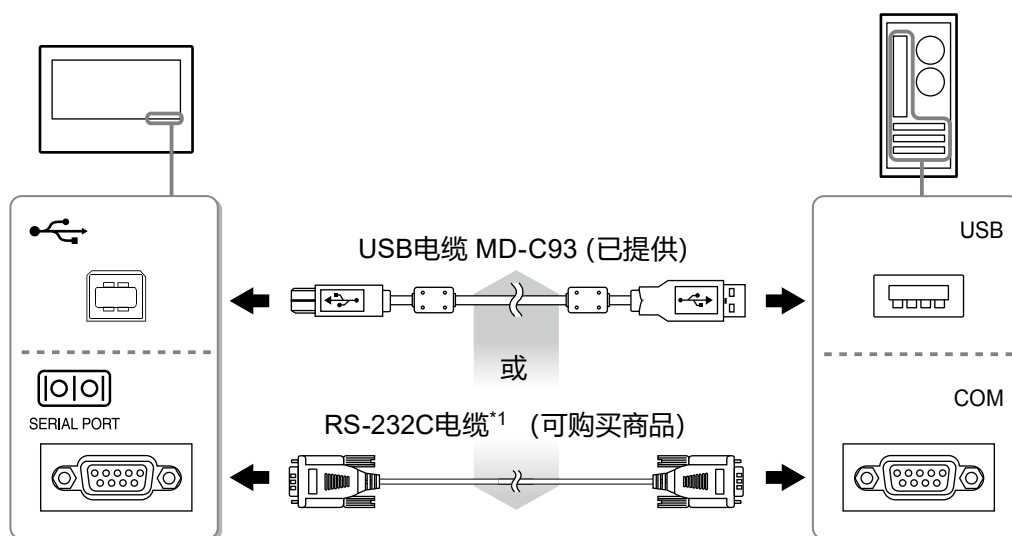 USB
USB电缆 MD-C93 (已提供)
或
SERIAL PORT
COM
RS-232C电缆*1 (可购买商品)